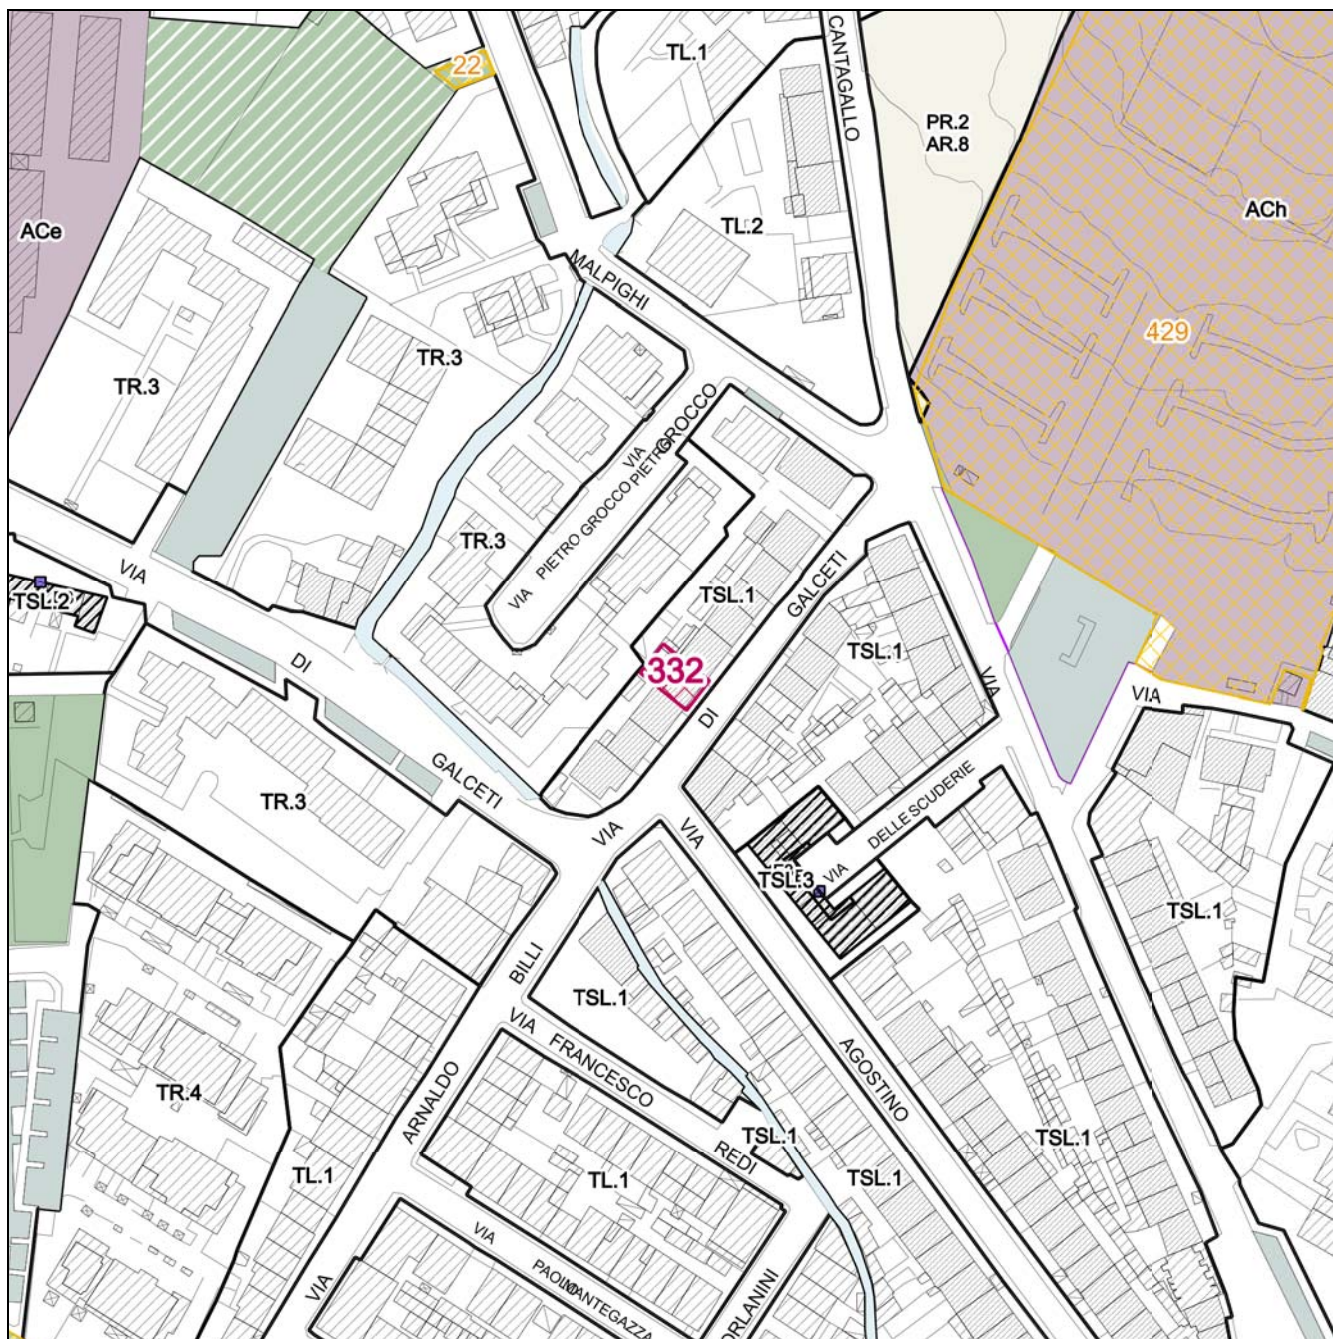 22
TL.1
CANTAGALLO
PR.2
AR.8
ACh
ACe
TL.2
MALPIGHI
429
TR.3
TR.3
GROCCO
VIA
PIETRO
VIA PIETRO GROCCO
TR.3
VIA
TSL.2
TSL.1
GALCETI
TSL.1
332
DI
DI
VIA
VIA
GALCETI
TR.3
VIA
VIA
VIA DELLE SCUDERIE
TSL.3
TSL.1
BILLI
TSL.1
VIA
FRANCESCO
AGOSTINO
TR.4
ARNALDO
REDI
TSL.1
TSL.1
TL.1
TL.1
TSL.1
VIA
VIA
PAOLO
MANTEGAZZA